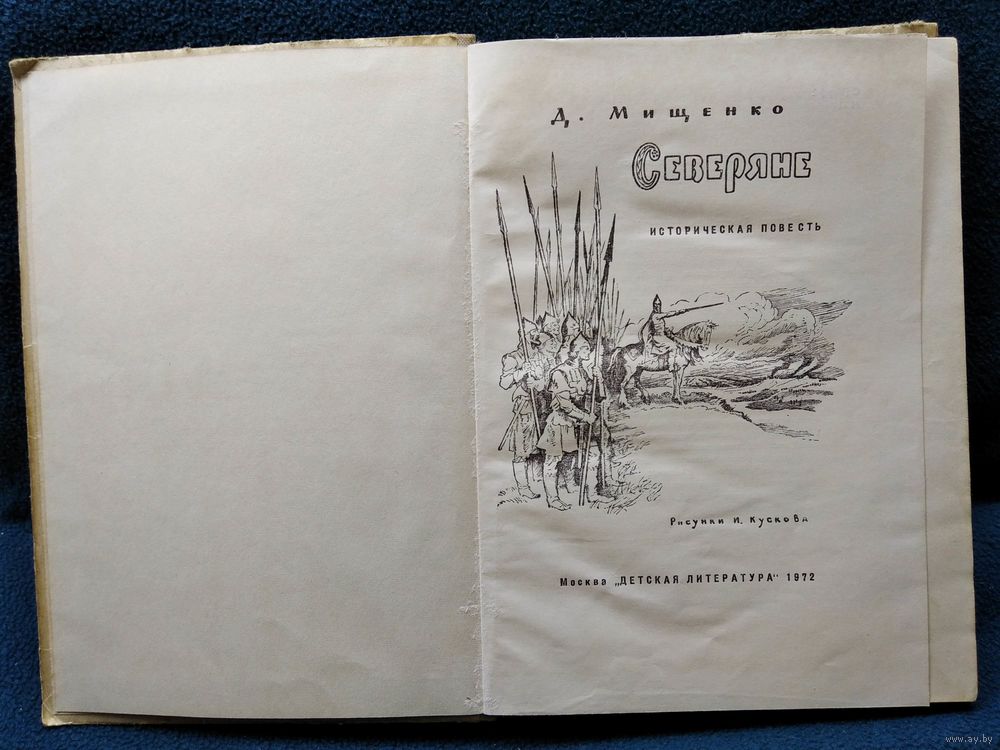 Д. Мищенко
Северяне
ИСТОРИЧЕСКАЯ ПОВЕСТЬ
Рисунки И. Кускова
Москва „ДЕТСКАЯ ЛИТЕРАТУРА" 1972
www.ay.by